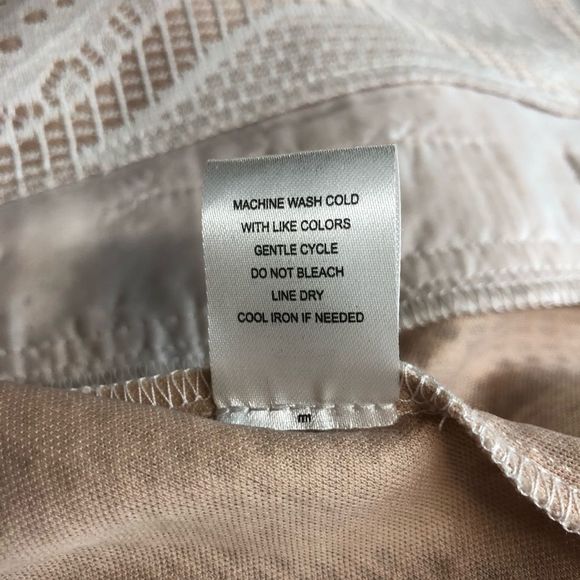 MACHINE WASH COLD
WITH LIKE COLORS
GENTLE CYCLE
DO NOT BLEACH
LINE DRY
COOL IRON IF NEEDED